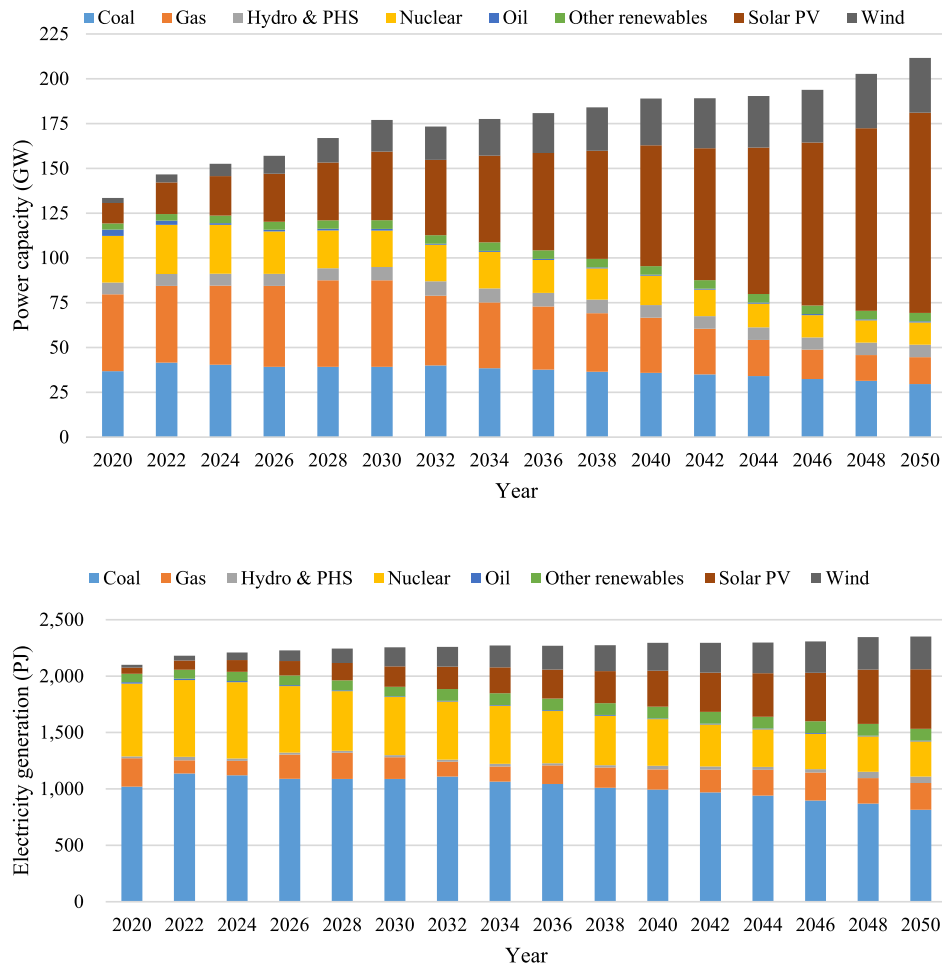 Coal Gas Hydro & PHS Nuclear Oil Other renewables Solar PV Wind
225
200
175
150
125
100
75
50
25
0
Power capacity (GW)
2020 2022 2024 2026 2028 2030 2032 2034 2036 2038 2040 2042 2044 2046 2048 2050
Year
Coal Gas Hydro & PHS Nuclear Oil Other renewables Solar PV Wind
2,500
2,000
1,500
1,000
500
0
Electricity generation (PJ)
2020 2022 2024 2026 2028 2030 2032 2034 2036 2038 2040 2042 2044 2046 2048 2050
Year